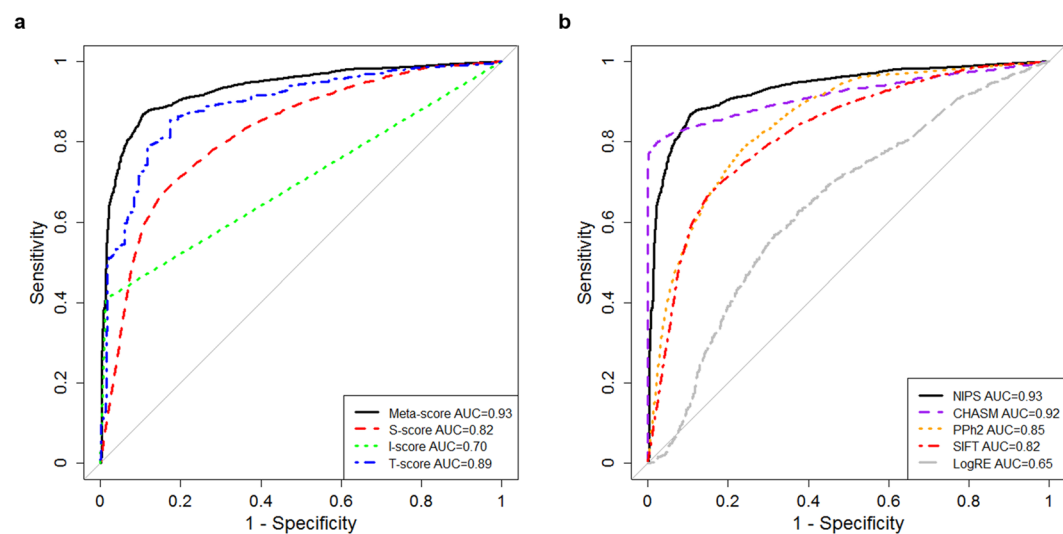 a
Sensitivity
1
0.8
0.6
0.4
0.2
0
0
0.2
0.4
0.6
0.8
1
1 - Specificity
Meta-score AUC=0.93
S-score AUC=0.82
I-score AUC=0.70
T-score AUC=0.89
b
Sensitivity
1
0.8
0.6
0.4
0.2
0
0
0.2
0.4
0.6
0.8
1
1 - Specificity
NIPS AUC=0.93
CHASM AUC=0.92
PPh2 AUC=0.85
SIFT AUC=0.82
LogRE AUC=0.65